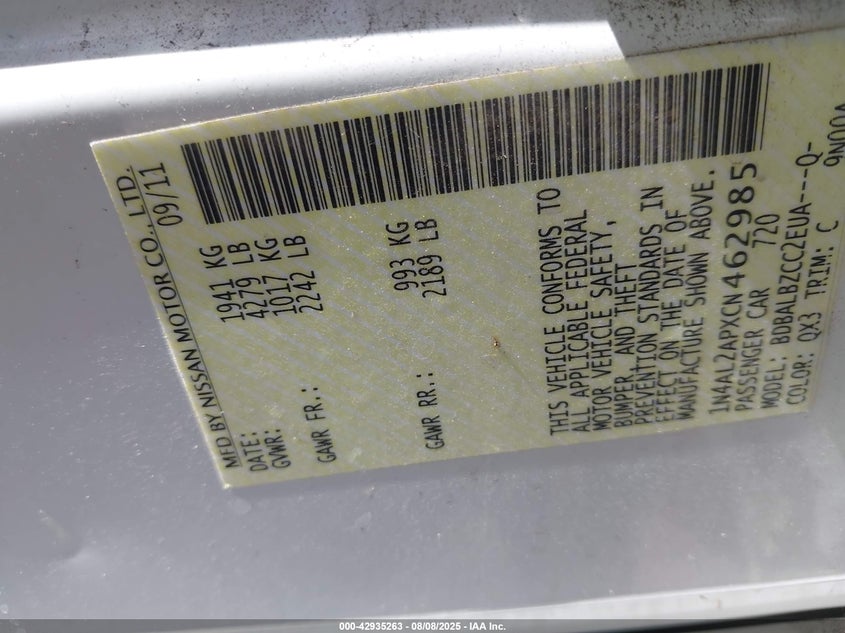 MFD BY NISSAN MOTOR CO., LTD.
DATE: 09/11
GVWR: 1941 KG
4279 LB
GAWR FR.: 1017 KG
2242 LB
GAWR RR.: 993 KG
2189 LB
THIS VEHICLE CONFORMS TO
ALL APPLICABLE FEDERAL
MOTOR VEHICLE SAFETY,
BUMPER, AND THEFT
PREVENTION STANDARDS IN
EFFECT ON THE DATE OF
MANUFACTURE SHOWN ABOVE.
1N4AL2APXCN462985
PASSENGER CAR 720
MODEL: BDBALBZCC2EUA---Q-
COLOR: QX3 TRIM: C 9N00A
000-42935263 - 08/08/2025 - IAA Inc.